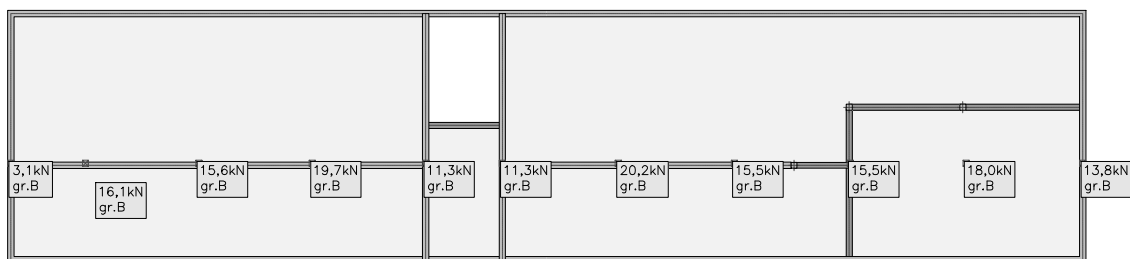 3,1kN
gr.B
16,1kN
gr.B
15,6kN
gr.B
19,7kN
gr.B
11,3kN
gr.B
11,3kN
gr.B
20,2kN
gr.B
15,5kN
gr.B
15,5kN
gr.B
18,0kN
gr.B
13,8kN
gr.B